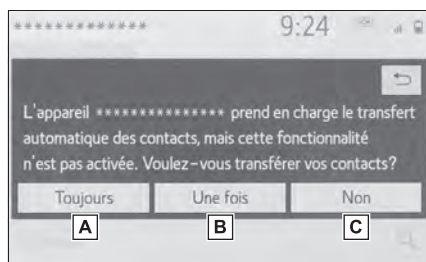 ************* 9:24
L'appareil *************** prend en charge le transfert
automatique des contacts, mais cette fonctionnalité
n'est pas activée. Voulez-vous transférer vos contacts?
Toujours Une fois Non
A B C